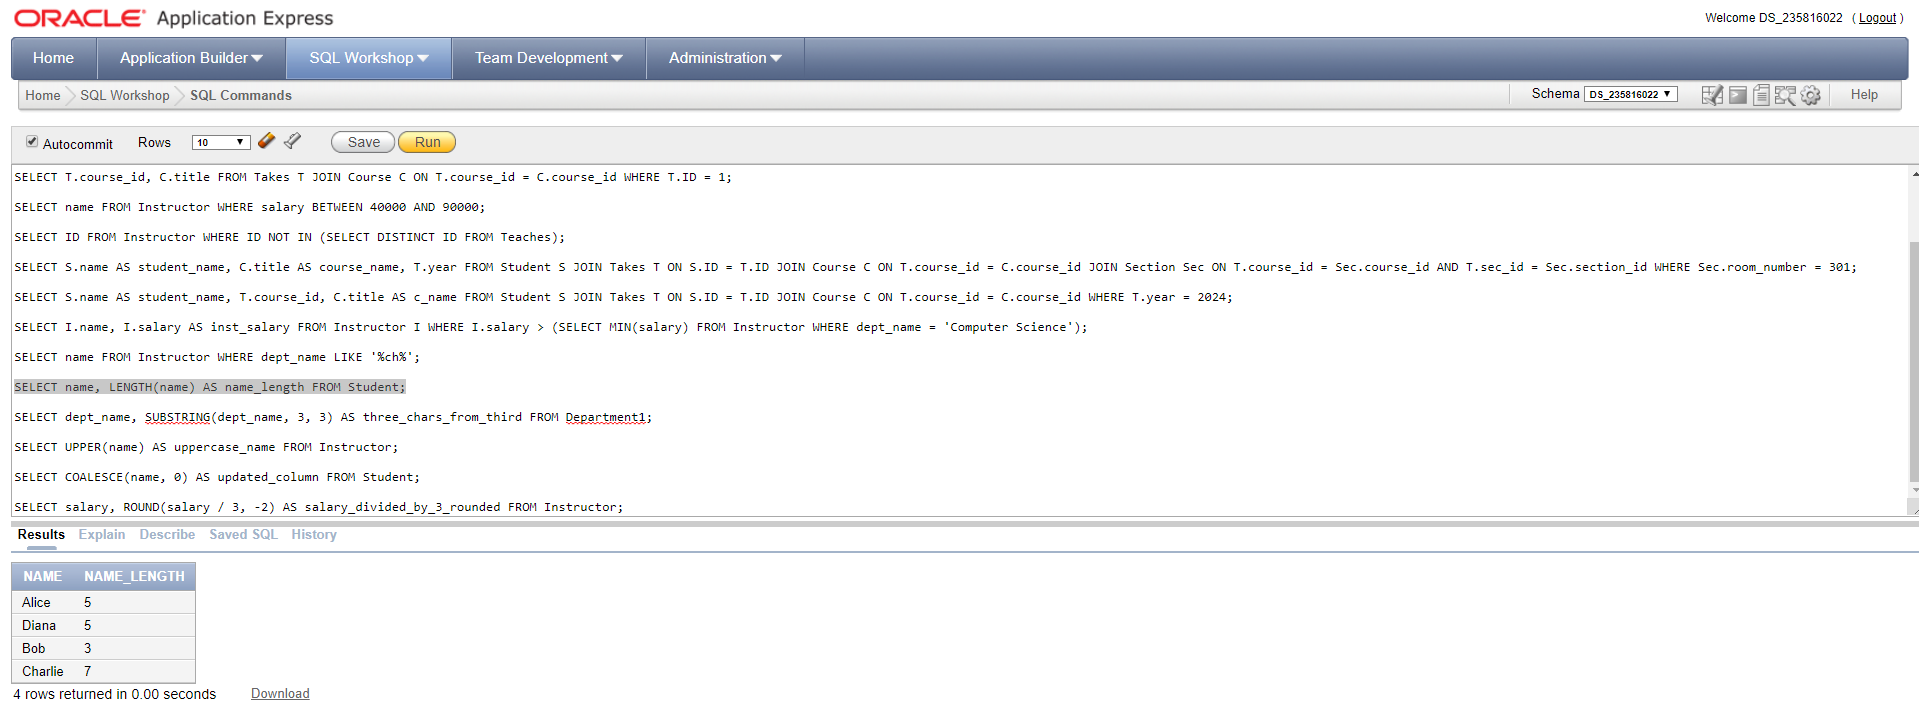 ORACLE Application Express
Welcome DS_235816022 ( Logout )
Home Application Builder SQL Workshop Team Development Administration
Home SQL Workshop SQL Commands
Schema DS_235816022 Help
Autocommit Rows 10 Save Run
SELECT T.course_id, C.title FROM Takes T JOIN Course C ON T.course_id = C.course_id WHERE T.ID = 1;
SELECT name FROM Instructor WHERE salary BETWEEN 40000 AND 90000;
SELECT ID FROM Instructor WHERE ID NOT IN (SELECT DISTINCT ID FROM Teaches);
SELECT S.name AS student_name, C.title AS course_name, T.year FROM Student S JOIN Takes T ON S.ID = T.ID JOIN Course C ON T.course_id = C.course_id JOIN Section Sec ON T.course_id = Sec.course_id AND T.sec_id = Sec.section_id WHERE Sec.room_number = 301;
SELECT S.name AS student_name, T.course_id, C.title AS c_name FROM Student S JOIN Takes T ON S.ID = T.ID JOIN Course C ON T.course_id = C.course_id WHERE T.year = 2024;
SELECT I.name, I.salary AS inst_salary FROM Instructor I WHERE I.salary > (SELECT MIN(salary) FROM Instructor WHERE dept_name = 'Computer Science');
SELECT name FROM Instructor WHERE dept_name LIKE '%ch%';
SELECT name, LENGTH(name) AS name_length FROM Student;
SELECT dept_name, SUBSTRING(dept_name, 3, 3) AS three_chars_from_third FROM Department1;
SELECT UPPER(name) AS uppercase_name FROM Instructor;
SELECT COALESCE(name, 0) AS updated_column FROM Student;
SELECT salary, ROUND(salary / 3, -2) AS salary_divided_by_3_rounded FROM Instructor;
Results Explain Describe Saved SQL History
NAME NAME_LENGTH
Alice 5
Diana 5
Bob 3
Charlie 7
4 rows returned in 0.00 seconds Download